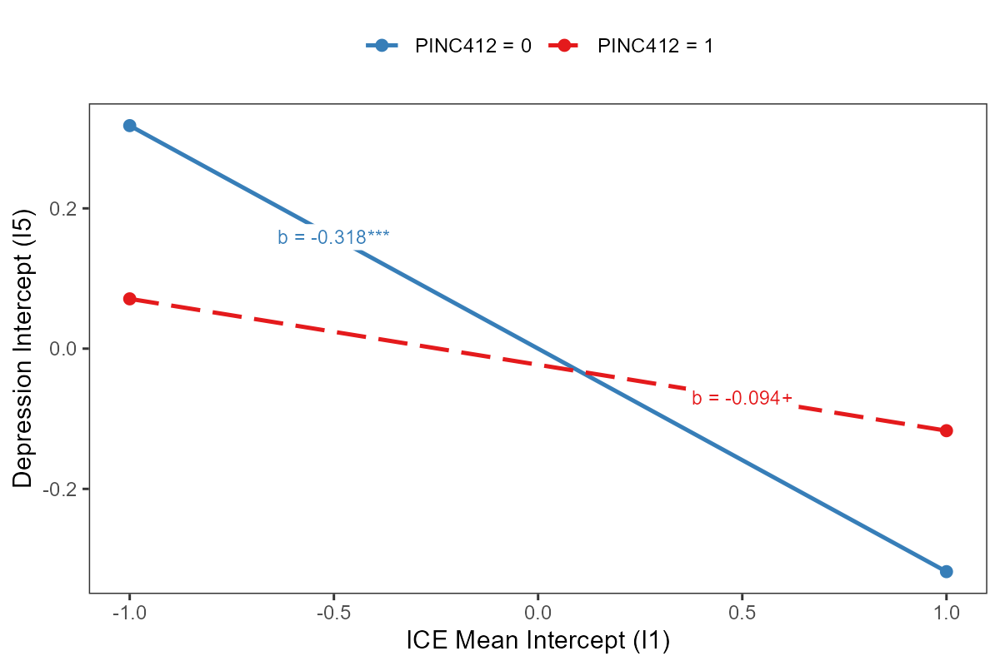 PINC412 = 0 PINC412 = 1
Depression Intercept (I5)
0.2
0.0
-0.2
b = -0.318***
b = -0.094+
-1.0 -0.5 0.0 0.5 1.0
ICE Mean Intercept (I1)